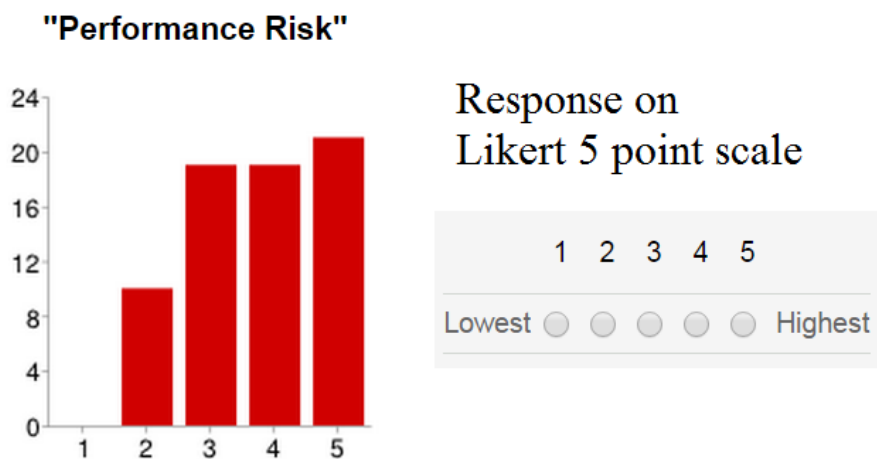 "Performance Risk"
24
20
16
12
8
4
0
1 2 3 4 5
Response on
Likert 5 point scale
1 2 3 4 5
Lowest Highest